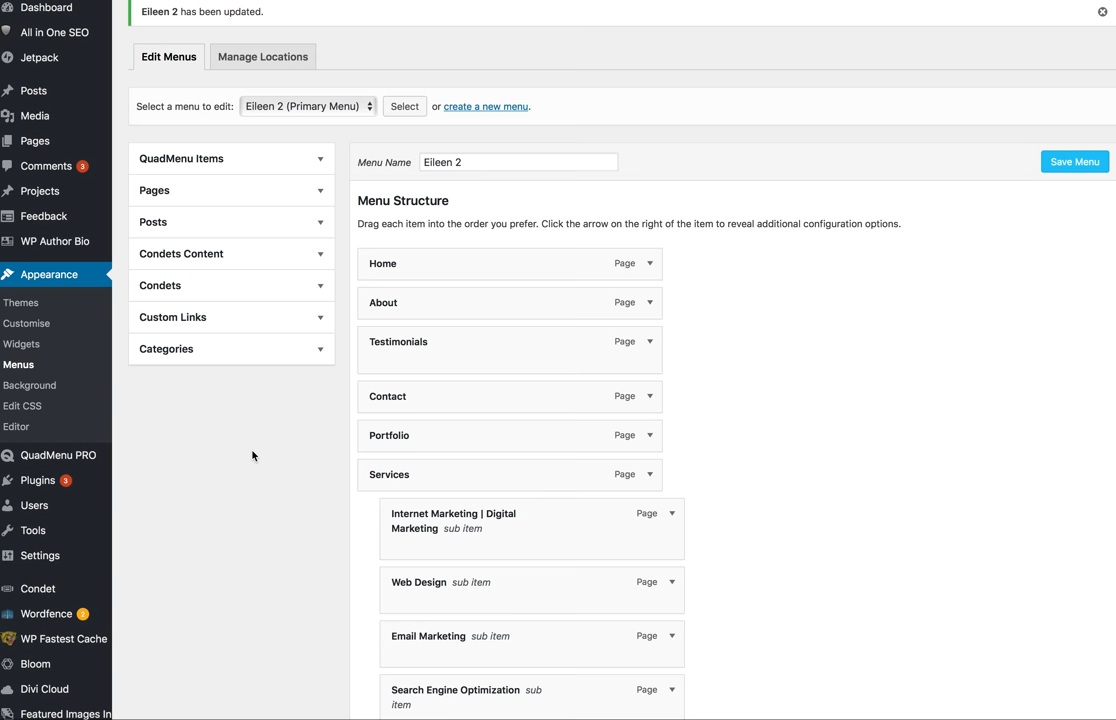 Dashboard
All in One SEO
Jetpack
Posts
Media
Pages
Comments 3
Projects
Feedback
WP Author Bio
Appearance
Themes
Customise
Widgets
Menus
Background
Edit CSS
Editor
QuadMenu PRO
Plugins 3
Users
Tools
Settings
Condet
Wordfence 2
WP Fastest Cache
Bloom
Divi Cloud
Featured Images In
Eileen 2 has been updated.
Edit Menus Manage Locations
Select a menu to edit: Eileen 2 (Primary Menu) Select or create a new menu.
QuadMenu Items
Pages
Posts
Condets Content
Condets
Custom Links
Categories
Menu Name Eileen 2 Save Menu
Menu Structure
Drag each item into the order you prefer. Click the arrow on the right of the item to reveal additional configuration options.
Home Page
About Page
Testimonials Page
Contact Page
Portfolio Page
Services Page
Internet Marketing | Digital Page
Marketing sub item
Web Design sub item Page
Email Marketing sub item Page
Search Engine Optimization sub Page
item